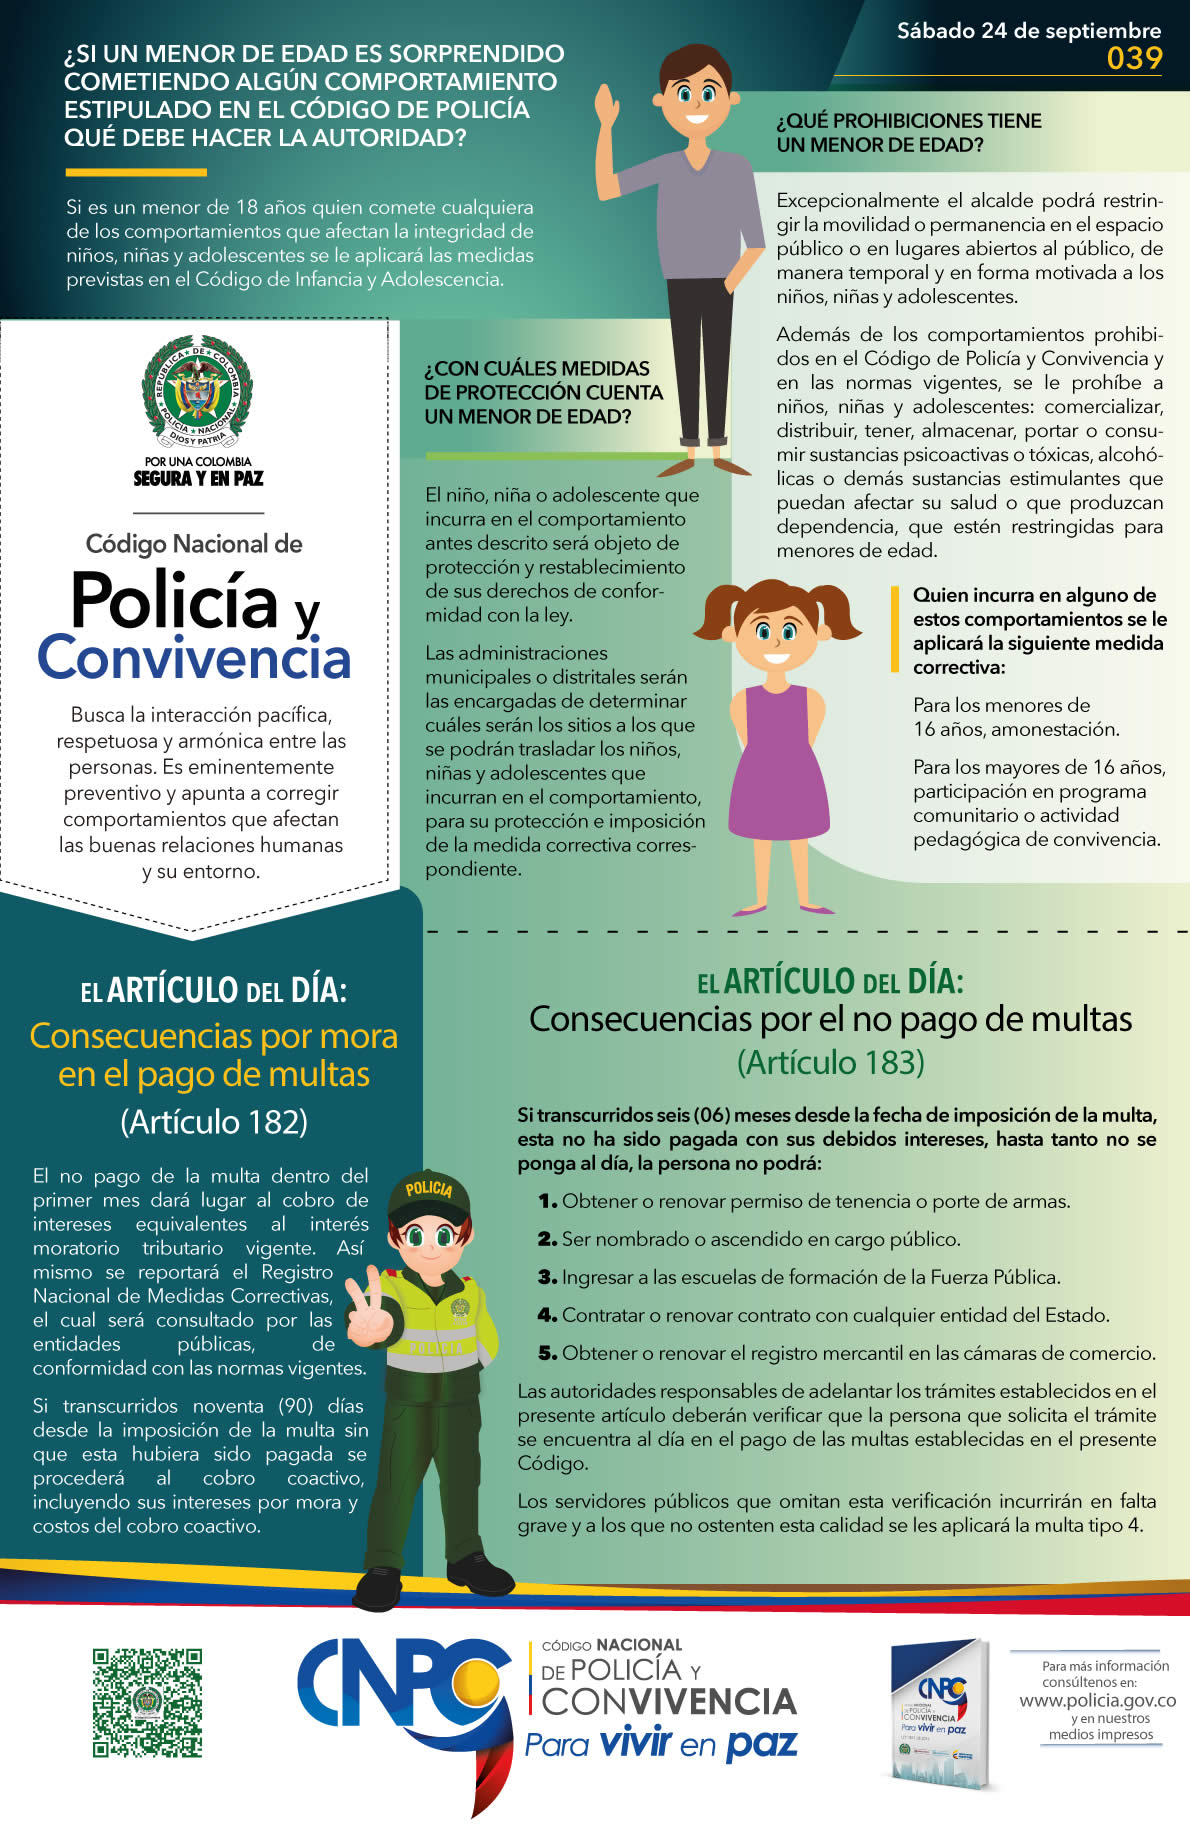 Sábado 24 de septiembre
039
¿SI UN MENOR DE EDAD ES SORPRENDIDO
COMETIENDO ALGÚN COMPORTAMIENTO
ESTIPULADO EN EL CÓDIGO DE POLICÍA
QUÉ DEBE HACER LA AUTORIDAD?
Si es un menor de 18 años quien comete cualquiera
de los comportamientos que afectan la integridad de
niños, niñas y adolescentes se le aplicará las medidas
previstas en el Código de Infancia y Adolescencia.
¿QUÉ PROHIBICIONES TIENE
UN MENOR DE EDAD?
Excepcionalmente el alcalde podrá restrin-
gir la movilidad o permanencia en el espacio
público o en lugares abiertos al público, de
manera temporal y en forma motivada a los
niños, niñas y adolescentes.
Además de los comportamientos prohibi-
dos en el Código de Policía y Convivencia y
en las normas vigentes, se le prohíbe a
niños, niñas y adolescentes: comercializar,
distribuir, tener, almacenar, portar o consu-
mir sustancias psicoactivas o tóxicas, alcohó-
licas o demás sustancias estimulantes que
puedan afectar su salud o que produzcan
dependencia, que estén restringidas para
menores de edad.
Quien incurra en alguno de
estos comportamientos se le
aplicará la siguiente medida
correctiva:
Para los menores de
16 años, amonestación.
Para los mayores de 16 años,
participación en programa
comunitario o actividad
pedagógica de convivencia.
¿CON CUÁLES MEDIDAS
DE PROTECCIÓN CUENTA
UN MENOR DE EDAD?
El niño, niña o adolescente que
incurra en el comportamiento
antes descrito será objeto de
protección y restablecimiento
de sus derechos de confor-
midad con la ley.
Las administraciones
municipales o distritales serán
las encargadas de determinar
cuáles serán los sitios a los que
se podrán trasladar los niños,
niñas y adolescentes que
incurran en el comportamiento,
para su protección e imposición
de la medida correctiva corres-
pondiente.
REPUBLICA DE COLOMBIA
POLICIA NACIONAL
DIOS Y PATRIA
POR UNA COLOMBIA
SEGURA Y EN PAZ
Código Nacional de
Policía y
Convivencia
Busca la interacción pacífica,
respetuosa y armónica entre las
personas. Es eminentemente
preventivo y apunta a corregir
comportamientos que afectan
las buenas relaciones humanas
y su entorno.
EL ARTÍCULO DEL DÍA:
Consecuencias por mora
en el pago de multas
(Artículo 182)
El no pago de la multa dentro del
primer mes dará lugar al cobro de
intereses equivalentes al interés
moratorio tributario vigente. Así
mismo se reportará el Registro
Nacional de Medidas Correctivas,
el cual será consultado por las
entidades públicas, de
conformidad con las normas vigentes.
Si transcurridos noventa (90) días
desde la imposición de la multa sin
que esta hubiera sido pagada se
procederá al cobro coactivo,
incluyendo sus intereses por mora y
costos del cobro coactivo.
POLICIA
POLICIA
EL ARTÍCULO DEL DÍA:
Consecuencias por el no pago de multas
(Artículo 183)
Si transcurridos seis (06) meses desde la fecha de imposición de la multa,
esta no ha sido pagada con sus debidos intereses, hasta tanto no se
ponga al día, la persona no podrá:
1. Obtener o renovar permiso de tenencia o porte de armas.
2. Ser nombrado o ascendido en cargo público.
3. Ingresar a las escuelas de formación de la Fuerza Pública.
4. Contratar o renovar contrato con cualquier entidad del Estado.
5. Obtener o renovar el registro mercantil en las cámaras de comercio.
Las autoridades responsables de adelantar los trámites establecidos en el
presente artículo deberán verificar que la persona que solicita el trámite
se encuentra al día en el pago de las multas establecidas en el presente
Código.
Los servidores públicos que omitan esta verificación incurrirán en falta
grave y a los que no ostenten esta calidad se les aplicará la multa tipo 4.
CNPC
CÓDIGO NACIONAL
DE POLICÍA Y
CONVIVENCIA
Para vivir en paz
CNPC
CÓDIGO NACIONAL
DE POLICÍA Y
CONVIVENCIA
Para vivir en paz
Para más información
consúltenos en:
www.policia.gov.co
y en nuestros
medios impresos